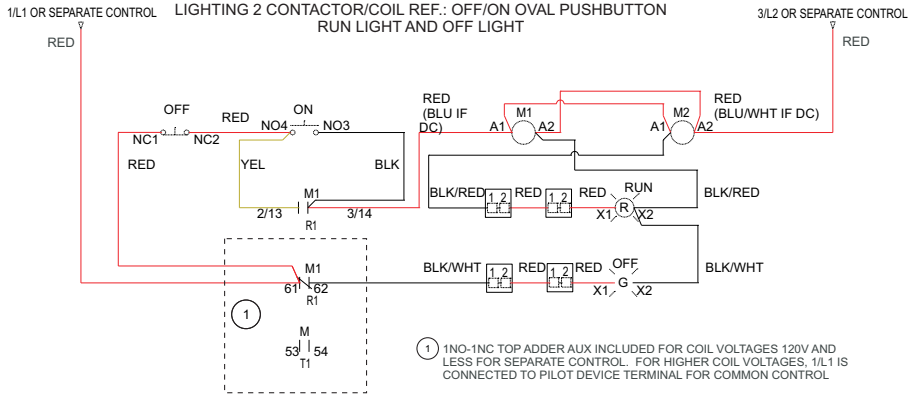 1/L1 OR SEPARATE CONTROL
LIGHTING 2 CONTACTOR/COIL REF.: OFF/ON OVAL PUSHBUTTON
RUN LIGHT AND OFF LIGHT
3/L2 OR SEPARATE CONTROL
RED
RED
OFF
RED
ON
NC1
NC2
NO4
NO3
RED
(BLU IF
DC)
A1
M1
A2
A1
M2
A2
RED
(BLU/WHT IF DC)
RED
YEL
BLK
M1
2/13
3/14
R1
BLK/RED
1 2
RED
1 2
RED
RUN
X1
R
X2
BLK/RED
M1
61
62
R1
BLK/WHT
1 2
RED
1 2
RED
OFF
X1
G
X2
BLK/WHT
1
M
53
54
T1
1 1NO-1NC TOP ADDER AUX INCLUDED FOR COIL VOLTAGES 120V AND
LESS FOR SEPARATE CONTROL. FOR HIGHER COIL VOLTAGES, 1/L1 IS
CONNECTED TO PILOT DEVICE TERMINAL FOR COMMON CONTROL